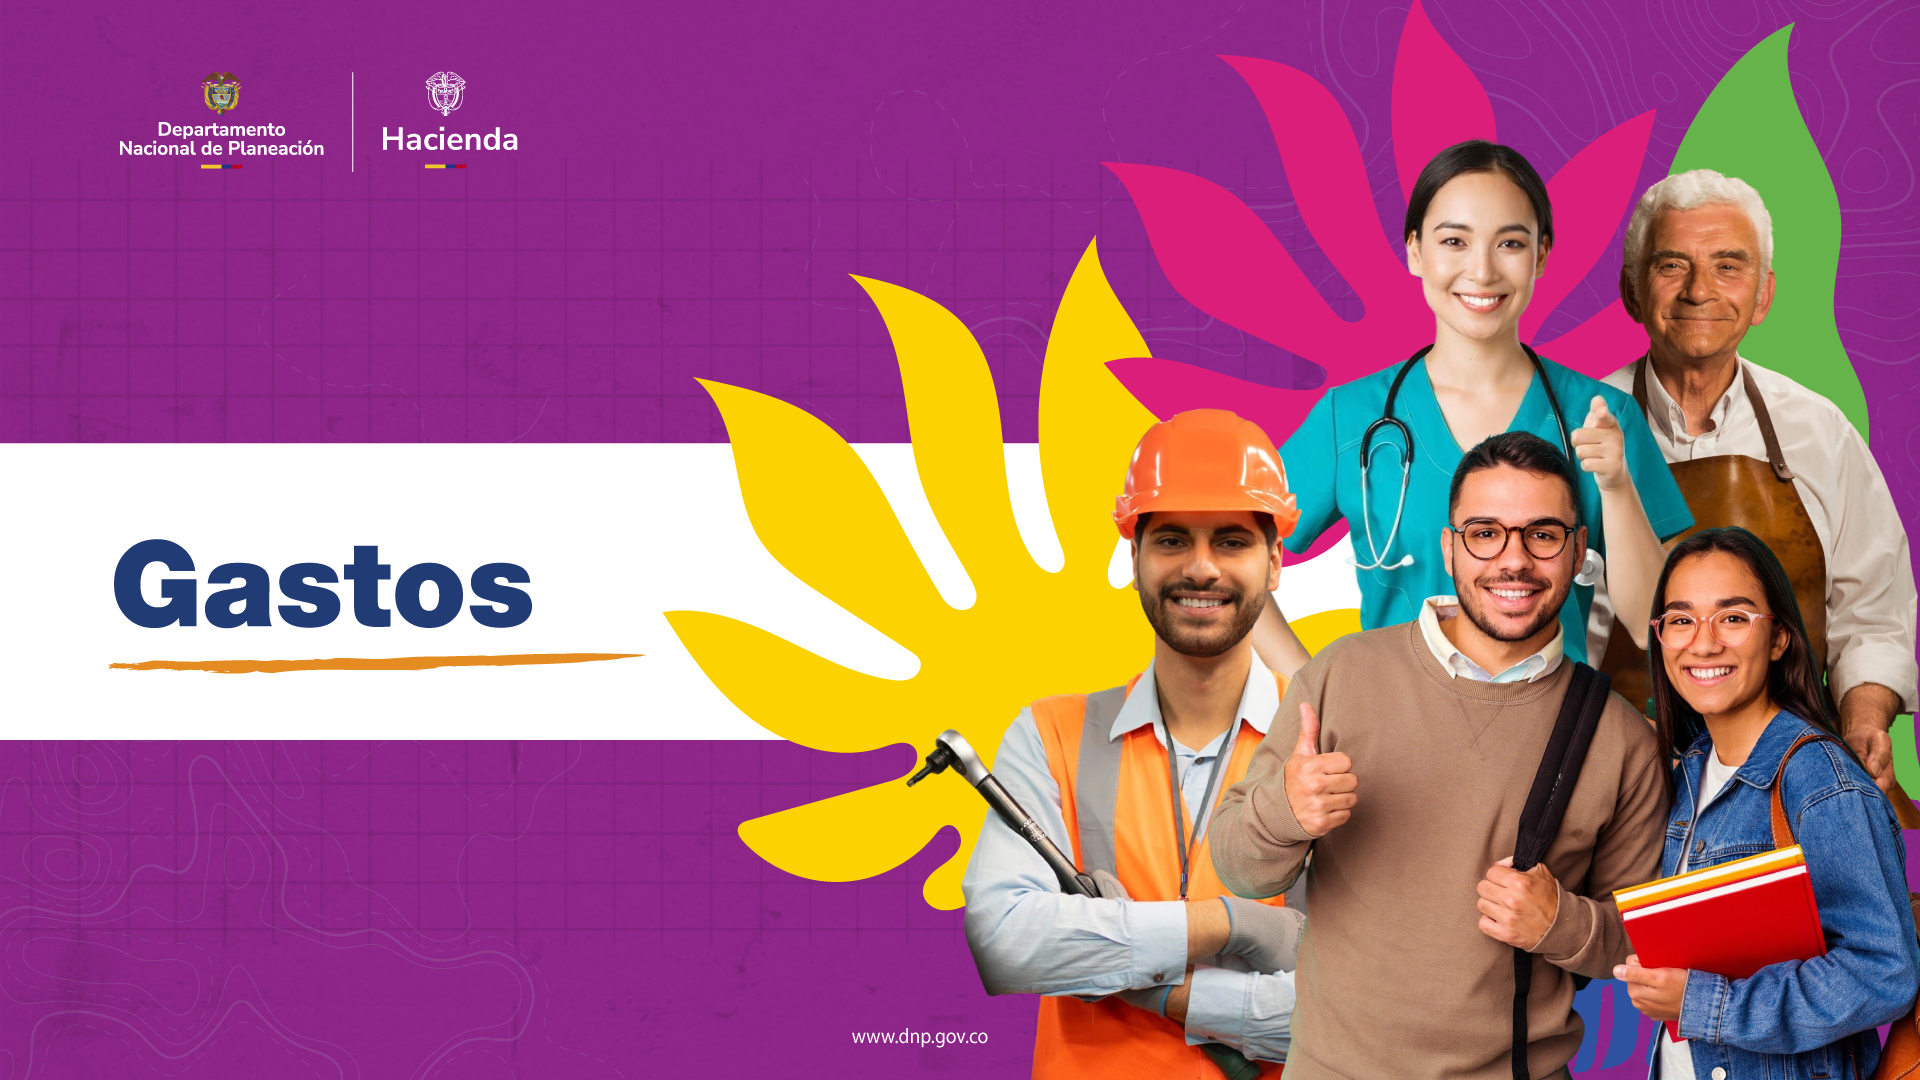 Departamento
Nacional de Planeación
Hacienda
Gastos
www.dnp.gov.co